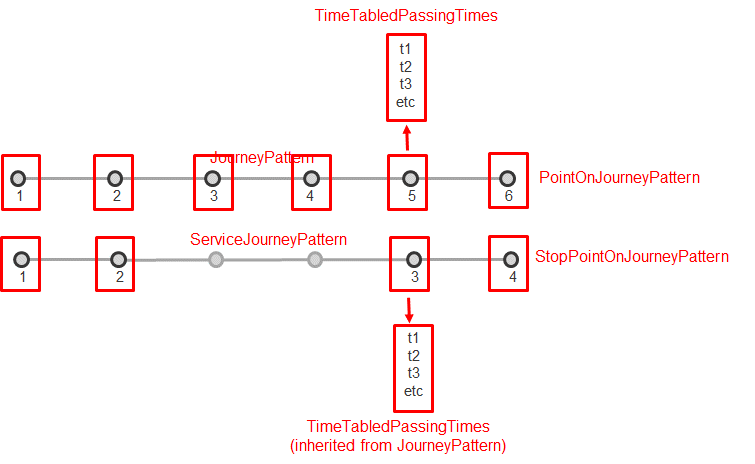 TimeTabledPassingTimes
t1
t2
t3
etc
JourneyPattern
1 2 3 4 5 6
PointOnJourneyPattern
ServiceJourneyPattern
StopPointOnJourneyPattern
1 2 3 4
t1
t2
t3
etc
TimeTabledPassingTimes
(inherited from JourneyPattern)